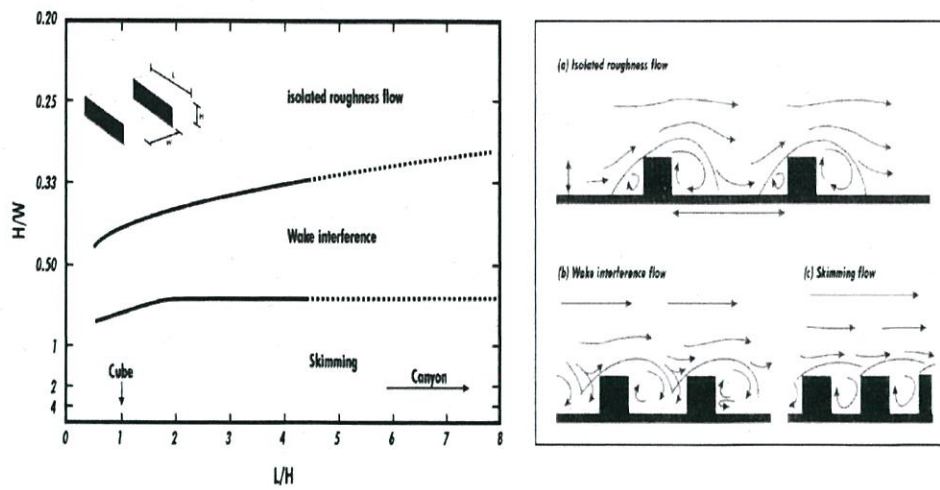 0.20
0.25
0.33
0.50
1
2
4
H/W
L
H
W
isolated roughness flow
Wake interference
Skimming
Cube
Canyon
0 1 2 3 4 5 6 7 8
L/H
(a) Isolated roughness flow
(b) Wake interference flow
(c) Skimming flow